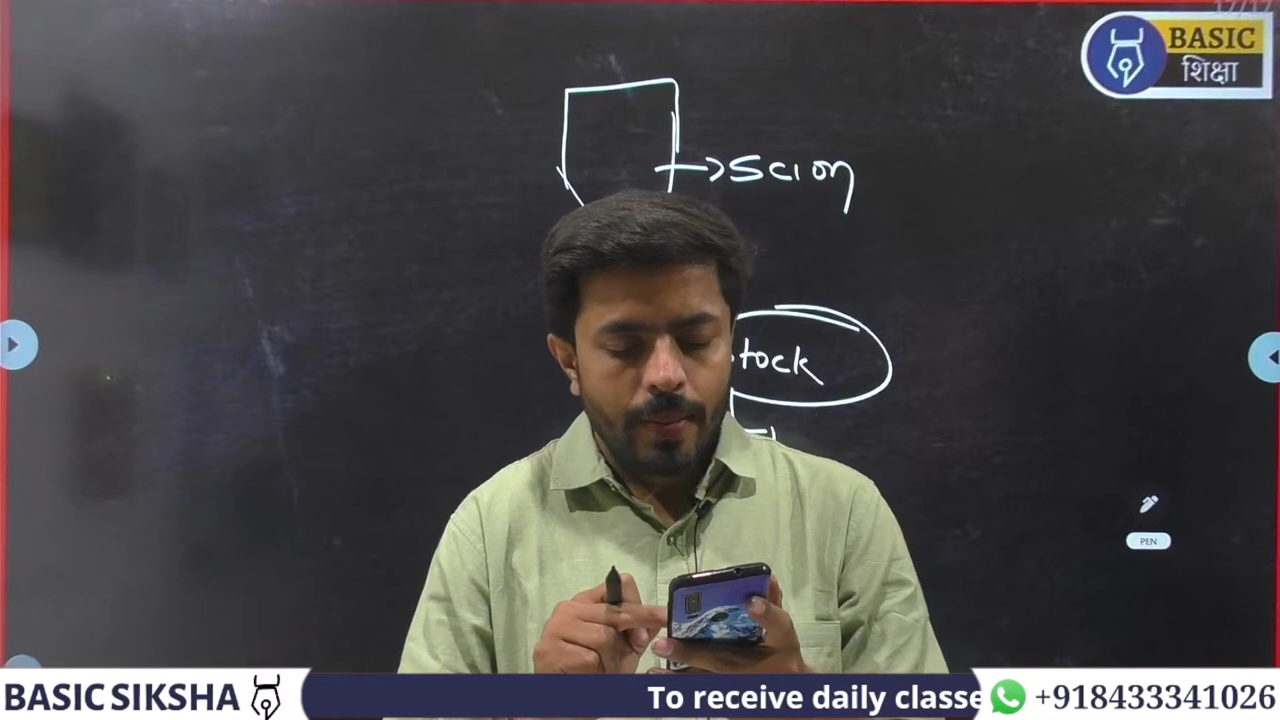 BASIC
शिक्षा
scion
tock
PEN
BASIC SIKSHA
To receive daily classe
+918433341026